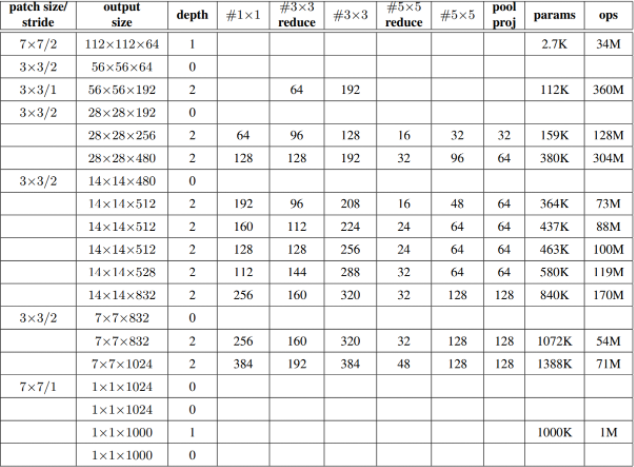 patch size/ stride output size depth #1×1 #3×3 reduce #3×3 #5×5 reduce #5×5 pool proj params ops
7×7/2 112×112×64 1 2.7K 34M
3×3/2 56×56×64 0
3×3/1 56×56×192 2 64 192 112K 360M
3×3/2 28×28×192 0
28×28×256 2 64 96 128 16 32 32 159K 128M
28×28×480 2 128 128 192 32 96 64 380K 304M
3×3/2 14×14×480 0
14×14×512 2 192 96 208 16 48 64 364K 73M
14×14×512 2 160 112 224 24 64 64 437K 88M
14×14×512 2 128 128 256 24 64 64 463K 100M
14×14×528 2 112 144 288 32 64 64 580K 119M
14×14×832 2 256 160 320 32 128 128 840K 170M
3×3/2 7×7×832 0
7×7×832 2 256 160 320 32 128 128 1072K 54M
7×7×1024 2 384 192 384 48 128 128 1388K 71M
7×7/1 1×1×1024 0
1×1×1024 0
1×1×1000 1 1000K 1M
1×1×1000 0